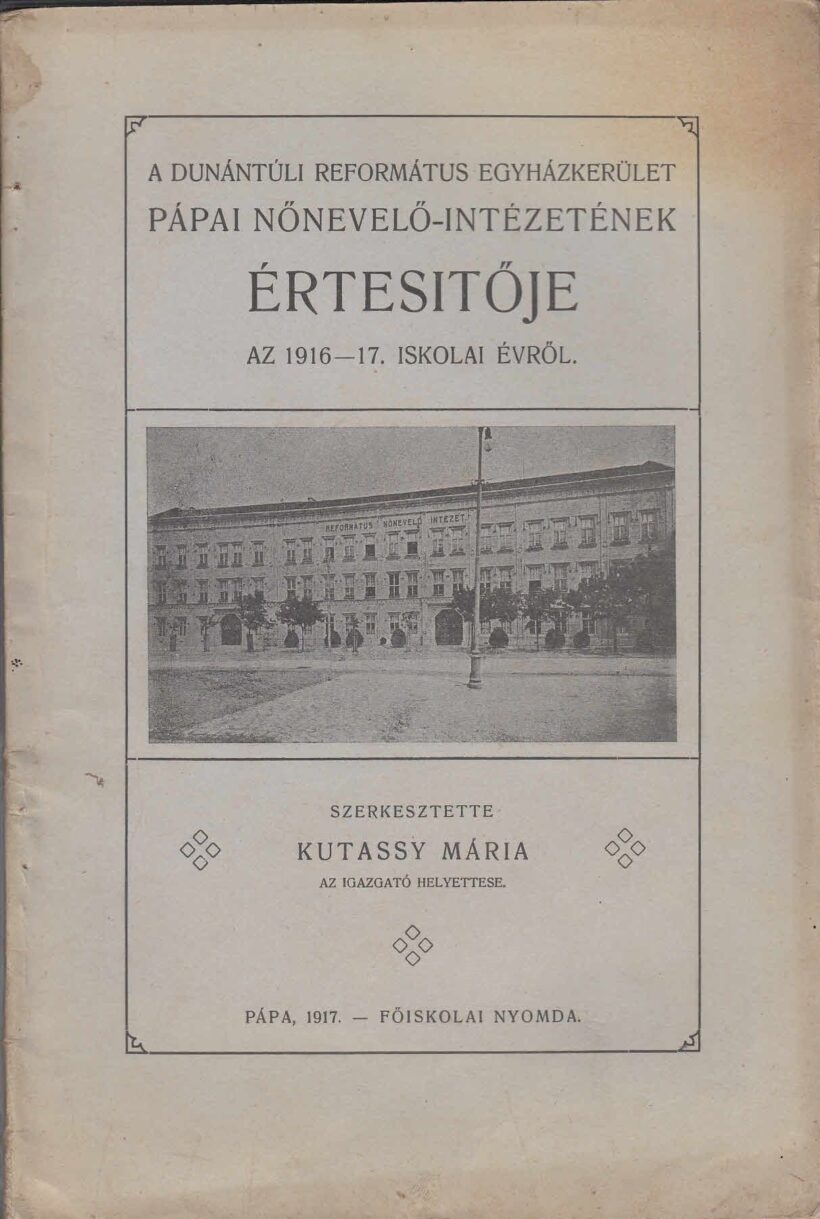 A DUNÁNTÚLI REFORMÁTUS EGYHÁZKERÜLET
PÁPAI NŐNEVELŐ-INTÉZETÉNEK
ÉRTESITŐJE
AZ 1916—17. ISKOLAI ÉVRŐL.
REFORMÁTUS NŐNEVELŐ INTÉZET
SZERKESZTETTE
KUTASSY MÁRIA
AZ IGAZGATÓ HELYETTESE.
PÁPA, 1917. — FŐISKOLAI NYOMDA.